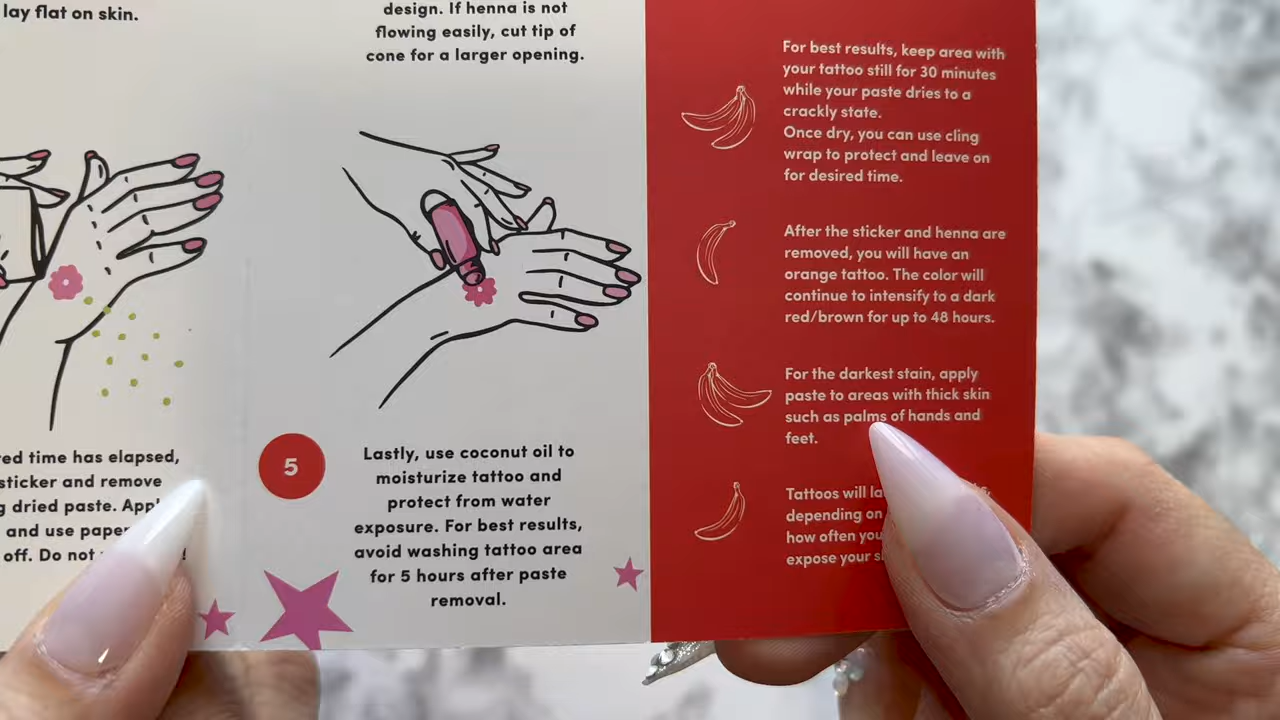 lay flat on skin.
design. If henna is not
flowing easily, cut tip of
cone for a larger opening.
time has elapsed,
sticker and remove
dried paste.
and use paper
off. Do not
5
Lastly, use coconut oil to
moisturize tattoo and
protect from water
exposure. For best results,
avoid washing tattoo area
for 5 hours after paste
removal.
For best results, keep area with
your tattoo still for 30 minutes
while your paste dries to a
crackly state.
Once dry, you can use cling
wrap to protect and leave on
for desired time.
After the sticker and henna are
removed, you will have an
orange tattoo. The color will
continue to intensify to a dark
red/brown for up to 48 hours.
For the darkest stain, apply
paste to areas with thick skin
such as palms of hands and
feet.
Tattoos will
depending on
how often you
expose your